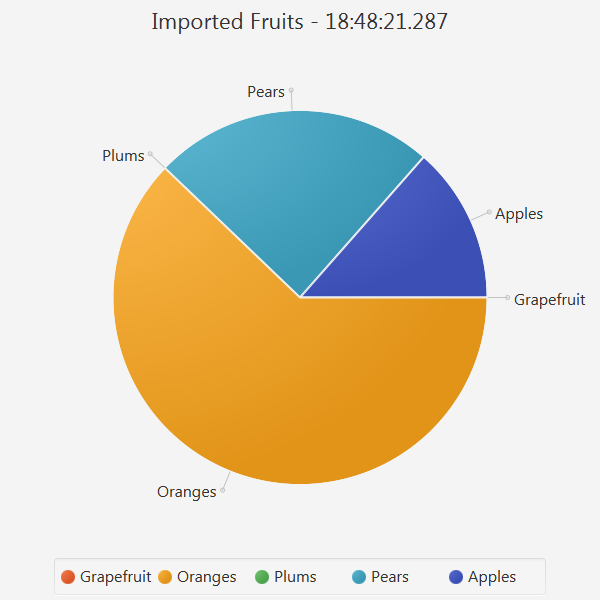 Imported Fruits - 18:48:21.287
Pears
Plums
Apples
Grapefruit
Oranges
Grapefruit Oranges Plums Pears Apples